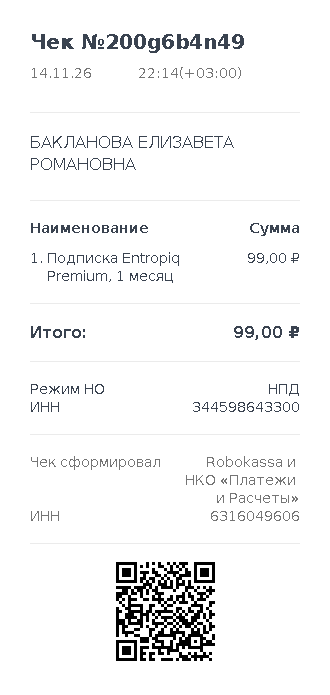 Чек №200g6b4n49
14.11.26 22:14(+03:00)
БАКЛАНОВА ЕЛИЗАВЕТА
РОМАНОВНА
Наименование Сумма
1. Подписка Entropiq 99,00 ₽
Premium, 1 месяц
Итого: 99,00 ₽
Режим НО НПД
ИНН 344598643300
Чек сформировал Robokassa и
НКО «Платежи
и Расчеты»
ИНН 6316049606